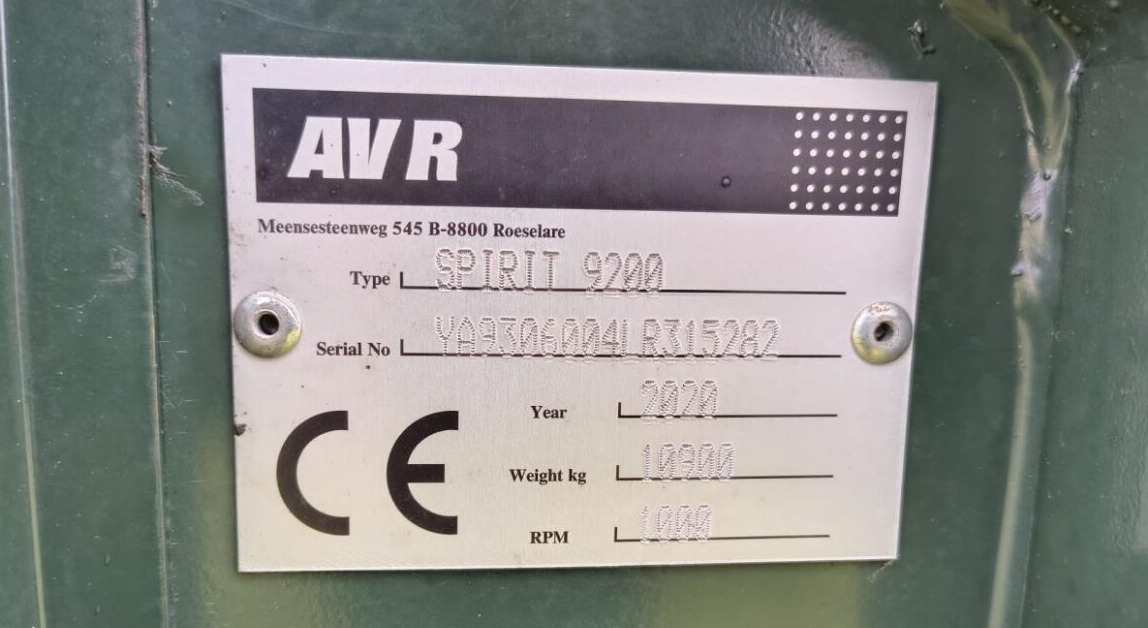 AVR
Meensesteenweg 545 B-8800 Roeselare
Type SPIRIT 9200
Serial No YA9306004LR315282
Year 2020
CE
Weight kg 10900
RPM 1000